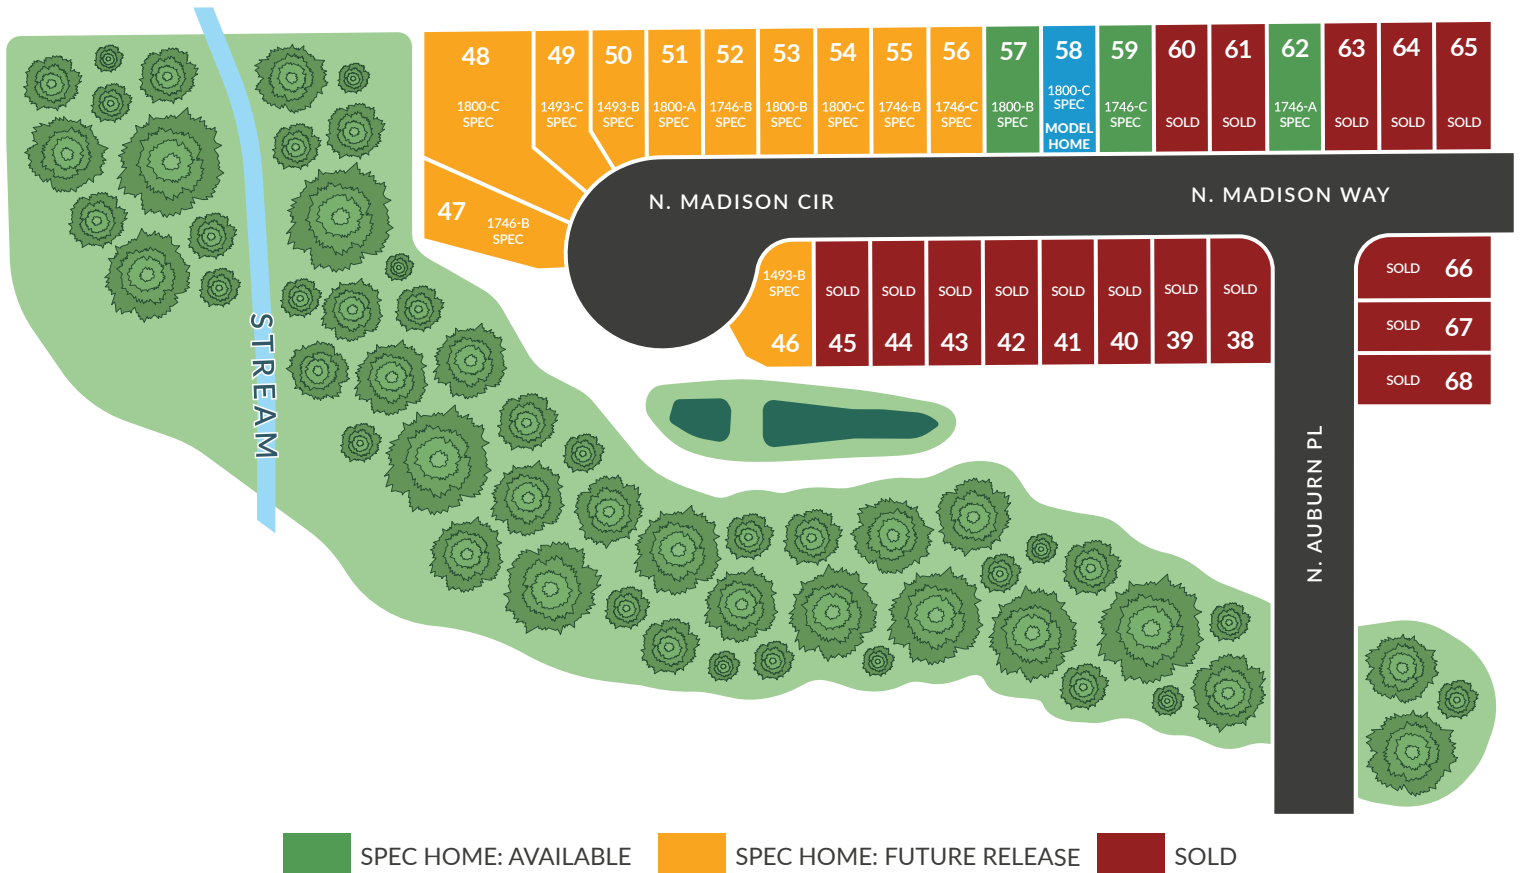 48
1800-C
SPEC
49
1493-C
SPEC
50
1493-B
SPEC
51
1800-A
SPEC
52
1746-B
SPEC
53
1800-B
SPEC
54
1800-C
SPEC
55
1746-B
SPEC
56
1746-C
SPEC
57
1800-B
SPEC
58
1800-C
SPEC
MODEL
HOME
59
1746-C
SPEC
60
SOLD
61
SOLD
62
1746-A
SPEC
63
SOLD
64
SOLD
65
SOLD
47
1746-B
SPEC
N. MADISON CIR
N. MADISON WAY
1493-B
SPEC
46
SOLD
45
SOLD
44
SOLD
43
SOLD
42
SOLD
41
SOLD
40
SOLD
39
SOLD
38
SOLD 66
SOLD 67
SOLD 68
STREAM
N. AUBURN PL
SPEC HOME: AVAILABLE
SPEC HOME: FUTURE RELEASE
SOLD